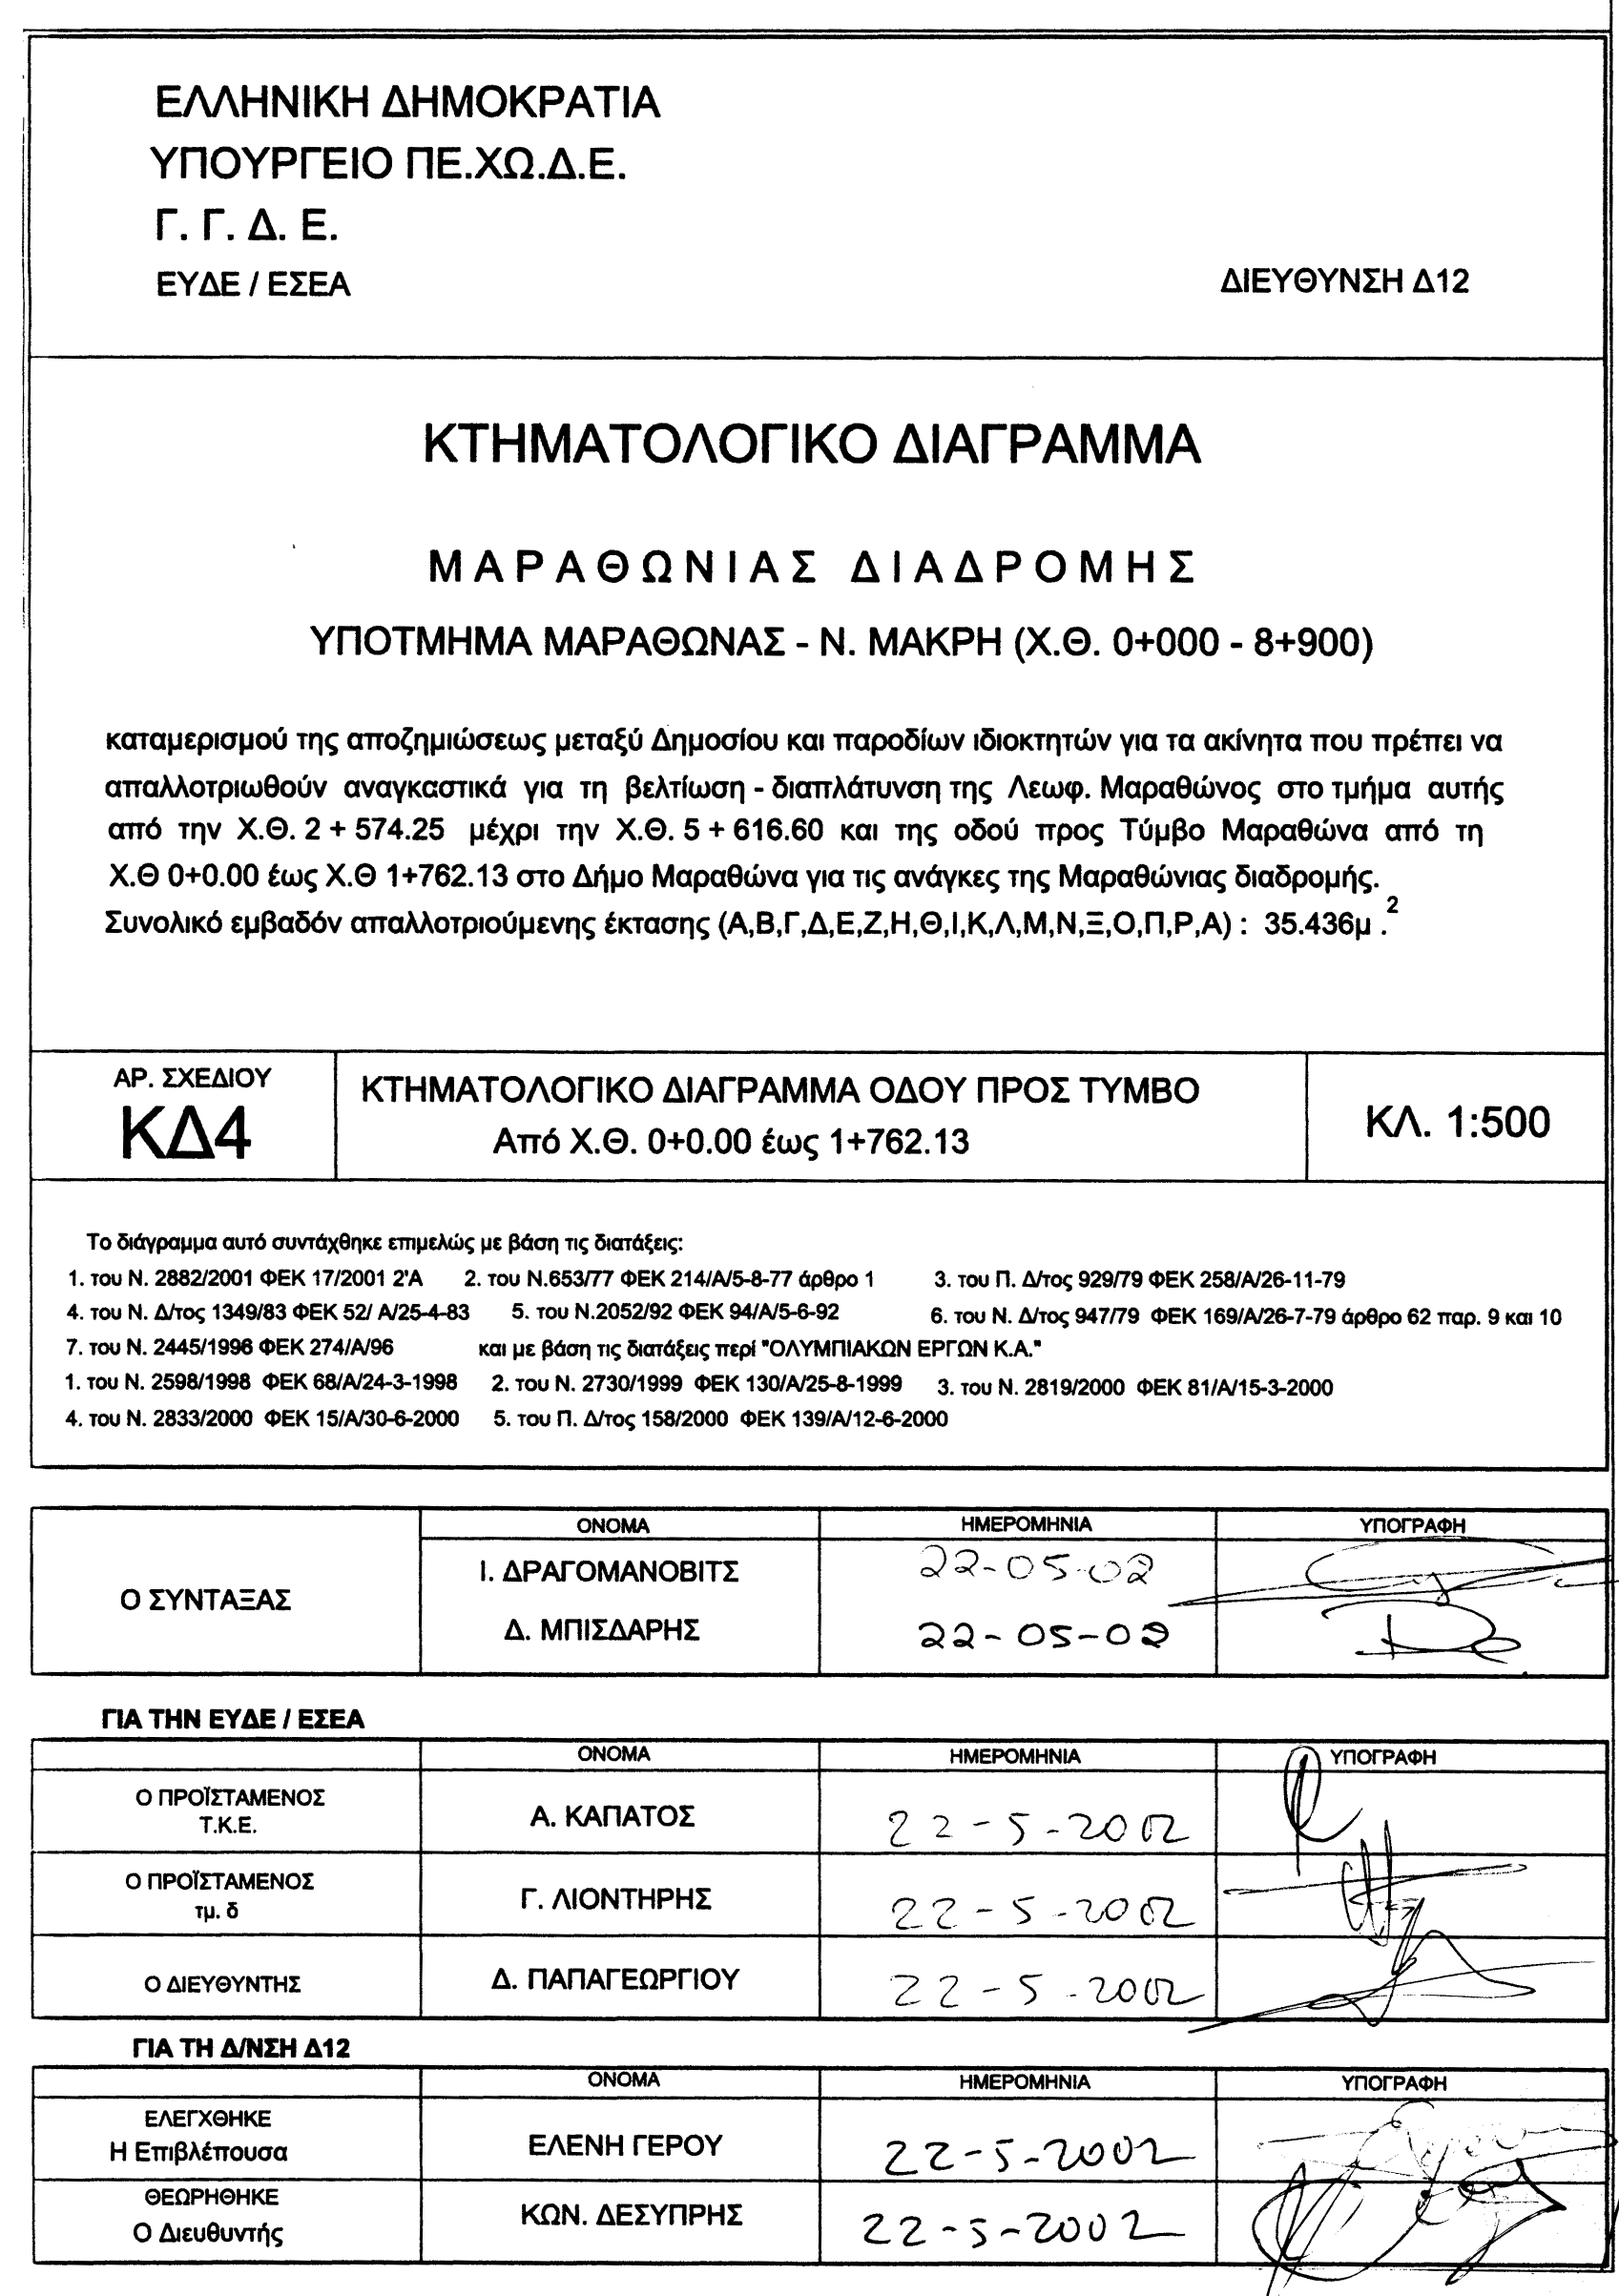 ΕΛΛΗΝΙΚΗ ΔΗΜΟΚΡΑΤΙΑ
ΥΠΟΥΡΓΕΙΟ ΠΕ.ΧΩ.Δ.Ε.
Γ. Γ. Δ. Ε.
ΕΥΔΕ / ΕΣΕΑ ΔΙΕΥΘΥΝΣΗ Δ12
ΚΤΗΜΑΤΟΛΟΓΙΚΟ ΔΙΑΓΡΑΜΜΑ
ΜΑΡΑΘΩΝΙΑΣ ΔΙΑΔΡΟΜΗΣ
ΥΠΟΤΜΗΜΑ ΜΑΡΑΘΩΝΑΣ - Ν. ΜΑΚΡΗ (Χ.Θ. 0+000 - 8+900)
καταμερισμού της αποζημιώσεως μεταξύ Δημοσίου και παροδίων ιδιοκτητών για τα ακίνητα που πρέπει να
απαλλοτριωθούν αναγκαστικά για τη βελτίωση - διαπλάτυνση της Λεωφ. Μαραθώνος στο τμήμα αυτής
από την Χ.Θ. 2 + 574.25 μέχρι την Χ.Θ. 5 + 616.60 και της οδού προς Τύμβο Μαραθώνα από τη
Χ.Θ 0+0.00 έως Χ.Θ 1+762.13 στο Δήμο Μαραθώνα για τις ανάγκες της Μαραθώνιας διαδρομής.
Συνολικό εμβαδόν απαλλοτριούμενης έκτασης (Α,Β,Γ,Δ,Ε,Ζ,Η,Θ,Ι,Κ,Λ,Μ,Ν,Ξ,Ο,Π,Ρ,Α) : 35.436μ .²
ΑΡ. ΣΧΕΔΙΟΥ
ΚΔ4
ΚΤΗΜΑΤΟΛΟΓΙΚΟ ΔΙΑΓΡΑΜΜΑ ΟΔΟΥ ΠΡΟΣ ΤΥΜΒΟ
Από Χ.Θ. 0+0.00 έως 1+762.13
ΚΛ. 1:500
Το διάγραμμα αυτό συντάχθηκε επιμελώς με βάση τις διατάξεις:
1. του Ν. 2882/2001 ΦΕΚ 17/2001 2'Α 2. του Ν.653/77 ΦΕΚ 214/Α/5-8-77 άρθρο 1 3. του Π. Δ/τος 929/79 ΦΕΚ 258/Α/26-11-79
4. του Ν. Δ/τος 1349/83 ΦΕΚ 52/ Α/25-4-83 5. του Ν.2052/92 ΦΕΚ 94/Α/5-6-92 6. του Ν. Δ/τος 947/79 ΦΕΚ 169/Α/26-7-79 άρθρο 62 παρ. 9 και 10
7. του Ν. 2445/1996 ΦΕΚ 274/Α/96 και με βάση τις διατάξεις περί "ΟΛΥΜΠΙΑΚΩΝ ΕΡΓΩΝ Κ.Α."
1. του Ν. 2598/1998 ΦΕΚ 68/Α/24-3-1998 2. του Ν. 2730/1999 ΦΕΚ 130/Α/25-8-1999 3. του Ν. 2819/2000 ΦΕΚ 81/Α/15-3-2000
4. του Ν. 2833/2000 ΦΕΚ 15/Α/30-6-2000 5. του Π. Δ/τος 158/2000 ΦΕΚ 139/Α/12-6-2000
ΟΝΟΜΑ ΗΜΕΡΟΜΗΝΙΑ ΥΠΟΓΡΑΦΗ
Ο ΣΥΝΤΑΞΑΣ
Ι. ΔΡΑΓΟΜΑΝΟΒΙΤΣ 22-05-02
Δ. ΜΠΙΣΔΑΡΗΣ 22-05-02
ΓΙΑ ΤΗΝ ΕΥΔΕ / ΕΣΕΑ
ΟΝΟΜΑ ΗΜΕΡΟΜΗΝΙΑ ΥΠΟΓΡΑΦΗ
Ο ΠΡΟΪΣΤΑΜΕΝΟΣ
Τ.Κ.Ε.
Α. ΚΑΠΑΤΟΣ 22-5-2002
Ο ΠΡΟΪΣΤΑΜΕΝΟΣ
τμ. δ
Γ. ΛΙΟΝΤΗΡΗΣ 22-5-2002
Ο ΔΙΕΥΘΥΝΤΗΣ Δ. ΠΑΠΑΓΕΩΡΓΙΟΥ 22-5-2002
ΓΙΑ ΤΗ Δ/ΝΣΗ Δ12
ΟΝΟΜΑ ΗΜΕΡΟΜΗΝΙΑ ΥΠΟΓΡΑΦΗ
ΕΛΕΓΧΘΗΚΕ
Η Επιβλέπουσα
ΕΛΕΝΗ ΓΕΡΟΥ 22-5-2002
ΘΕΩΡΗΘΗΚΕ
Ο Διευθυντής
ΚΩΝ. ΔΕΣΥΠΡΗΣ 22-5-2002